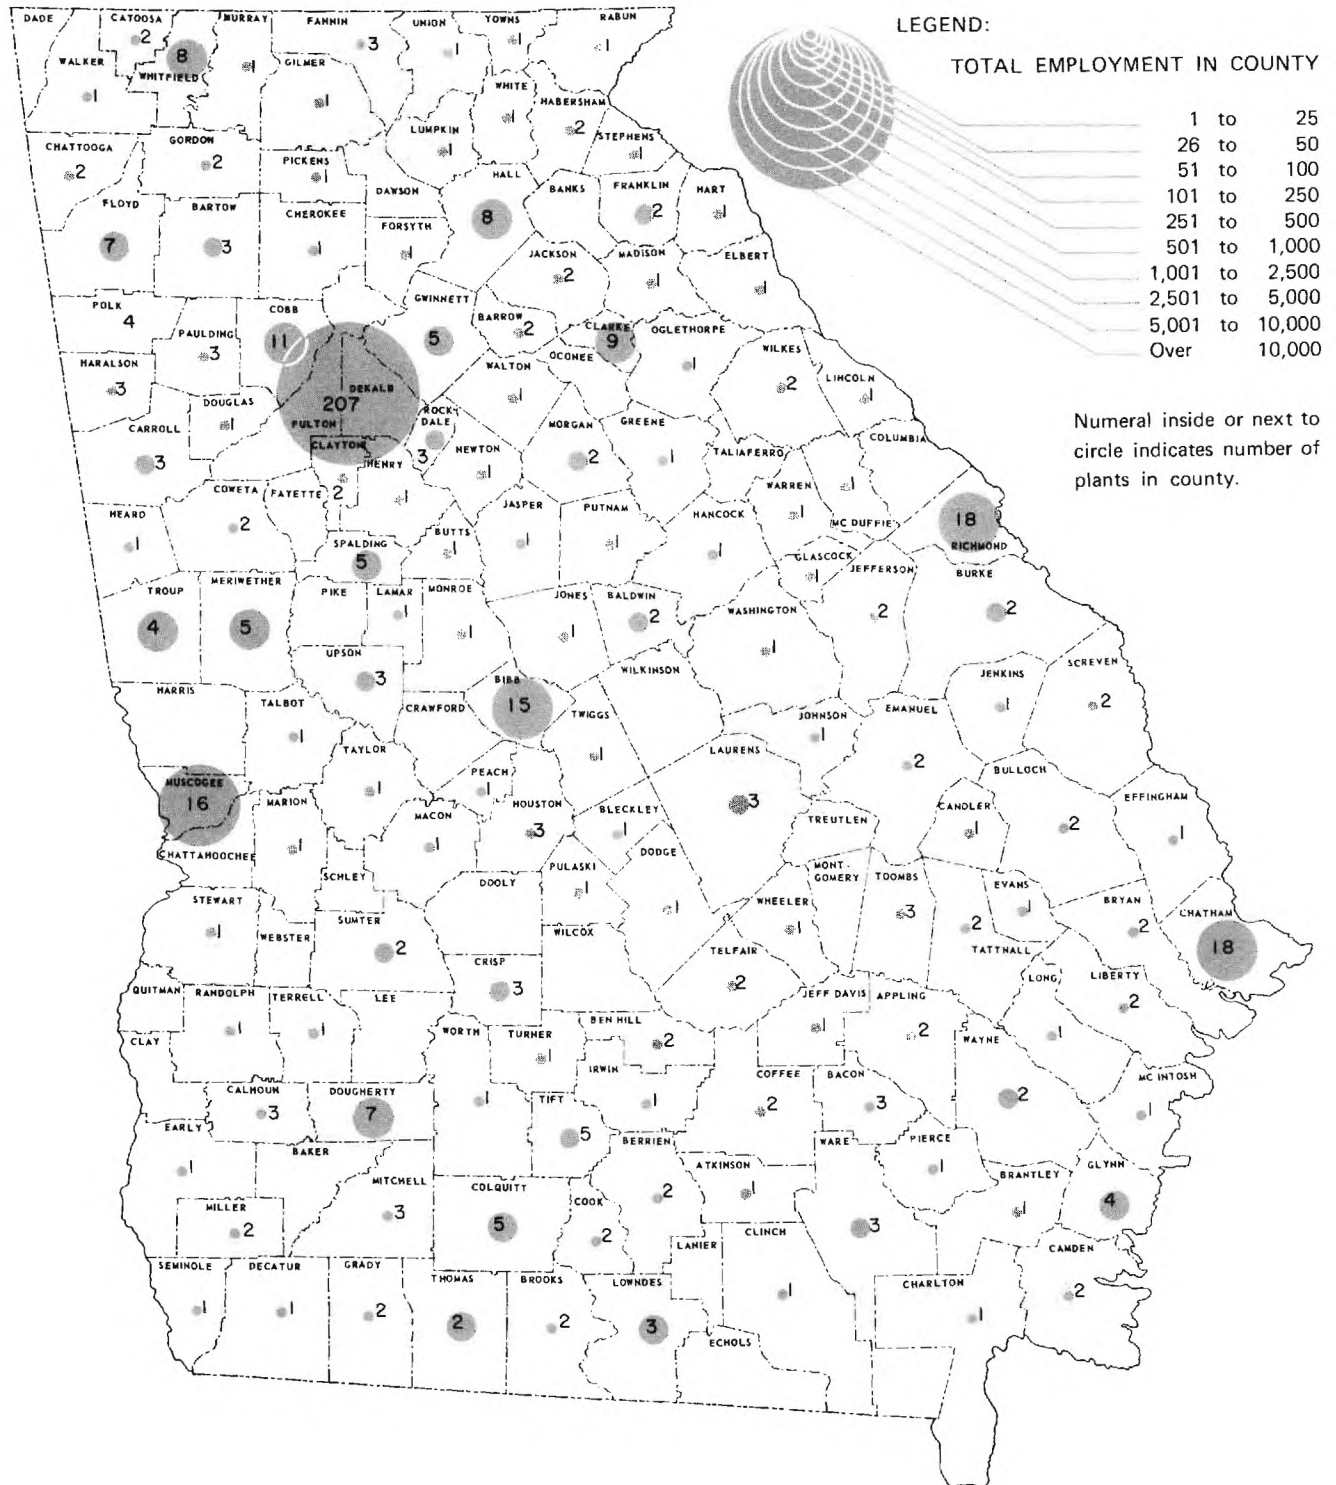 LEGEND:
TOTAL EMPLOYMENT IN COUNTY
1 to 25
26 to 50
51 to 100
101 to 250
251 to 500
501 to 1,000
1,001 to 2,500
2,501 to 5,000
5,001 to 10,000
Over 10,000
Numeral inside or next to
circle indicates number of
plants in county.
DADE
CATOOSA 2
WHITFIELD 8
MURRAY 1
FANNIN 3
UNION 1
TOWNS 1
RABUN 1
WALKER 1
GILMER 1
WHITE 1
HABERSHAM 2
LUMPKIN 1
STEPHENS 1
CHATTOOGA 2
GORDON 2
PICKENS 1
DAWSON
HALL 8
BANKS
FRANKLIN 2
HART 1
FLOYD 7
BARTOW 3
CHEROKEE 1
FORSYTH 1
JACKSON 2
MADISON 1
ELBERT 1
POLK 4
PAULDING 3
COBB 11
GWINNETT 5
BARROW 2
CLARKE 9
OCONEE
OGLETHORPE 1
WILKES 2
LINCOLN 1
HARALSON 3
DOUGLAS 1
DEKALB
207
FULTON
CLAYTON 2
ROCK
DALE
3
WALTON 1
MORGAN 2
GREENE 1
TALIAFERRO
COLUMBIA
CARROLL 3
HENRY 1
NEWTON 1
COWETA 2
FAYETTE
JASPER 1
PUTNAM 1
HANCOCK 1
WARREN 1
MC DUFFIE 1
RICHMOND 18
HEARD 1
SPALDING 5
BUTTS 1
GLASCOCK 1
JEFFERSON 2
BURKE 2
TROUP 4
MERIWETHER 5
PIKE
LAMAR 1
MONROE 1
JONES 1
BALDWIN 2
WASHINGTON 1
UPSON 3
WILKINSON
JENKINS 1
SCREVEN 2
HARRIS
TALBOT 1
CRAWFORD
BIBB 15
TWIGGS 1
JOHNSON 1
EMANUEL 2
TAYLOR 1
LAURENS 3
MUSCOGEE 16
MARION 1
PEACH 1
HOUSTON 3
MACON 1
BLECKLEY 1
TREUTLEN
CANDLER 1
BULLOCH 2
EFFINGHAM 1
CHATTAHOOCHEE
SCHLEY
DOOLY
PULASKI 1
DODGE 1
MONT-
GOMERY
TOOMBS 3
EVANS 1
BRYAN 2
CHATHAM 18
STEWART 1
WEBSTER
SUMTER 2
WILCOX
WHEELER 1
TATTNALL 2
CRISP 3
TELFAIR 2
LONG 1
LIBERTY 2
QUITMAN
RANDOLPH 1
TERRELL 1
LEE
WORTH 1
TURNER 1
BEN HILL 2
JEFF DAVIS 1
APPLING 2
WAYNE 2
CLAY
IRWIN 1
COFFEE 2
BACON 3
MC INTOSH 1
CALHOUN 3
DOUGHERTY 7
TIFT 5
EARLY 1
BAKER
BERRIEN 2
WARE 3
PIERCE 1
ATKINSON 1
BRANTLEY 1
GLYNN 4
MITCHELL 3
COLQUITT 5
COOK 2
MILLER 2
LANIER
CLINCH 1
CAMDEN 2
SEMINOLE 1
DECATUR 1
GRADY 2
THOMAS 2
BROOKS 2
LOWNDES 3
CHARLTON 1
ECHOLS